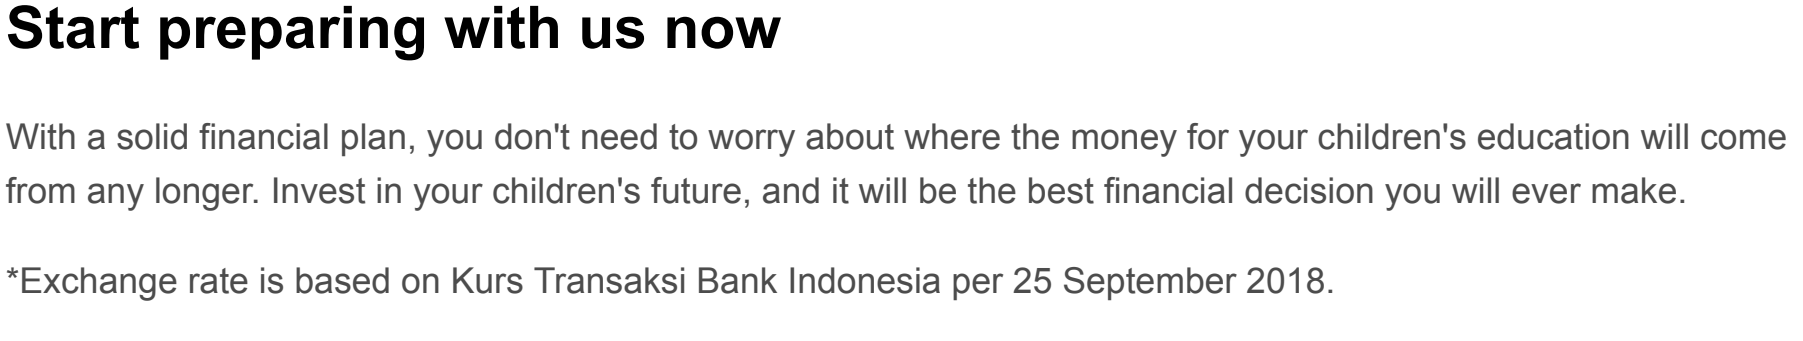 Start preparing with us now
With a solid financial plan, you don't need to worry about where the money for your children's education will come
from any longer. Invest in your children's future, and it will be the best financial decision you will ever make.
*Exchange rate is based on Kurs Transaksi Bank Indonesia per 25 September 2018.